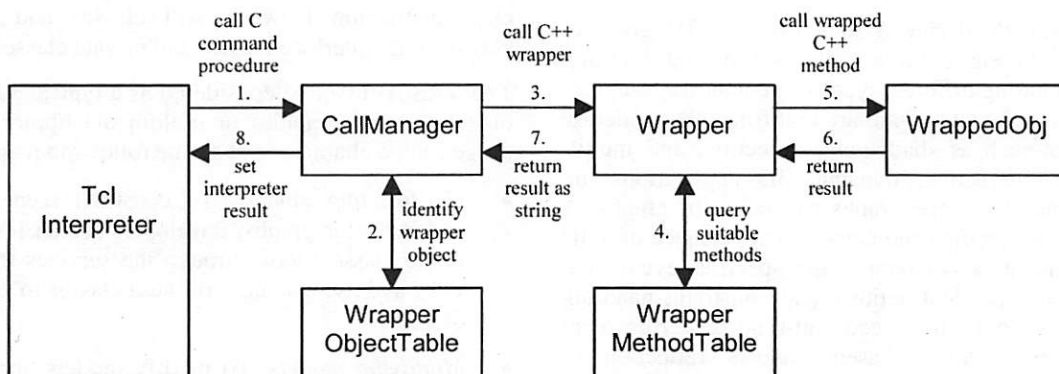 call C
command
procedure
1.
8.
set
interpreter
result
Tcl
Interpreter
CallManager
2.
identify
wrapper
object
Wrapper
ObjectTable
call C++
wrapper
3.
7.
return
result as
string
Wrapper
4.
query
suitable
methods
Wrapper
MethodTable
call wrapped
C++
method
5.
6.
return
result
WrappedObj